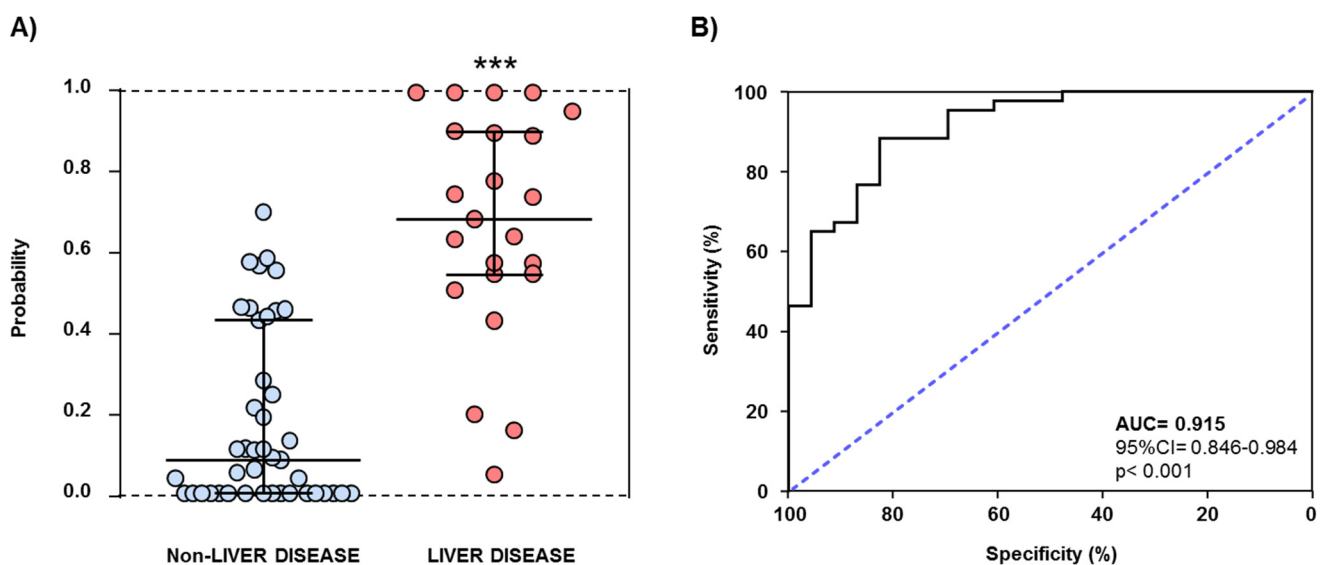 A)
***
1.0
0.8
0.6
0.4
0.2
0.0
Probability
Non-LIVER DISEASE
LIVER DISEASE
B)
100
80
60
40
20
0
Sensitivity (%)
AUC= 0.915
95%CI= 0.846-0.984
p< 0.001
100 80 60 40 20 0
Specificity (%)